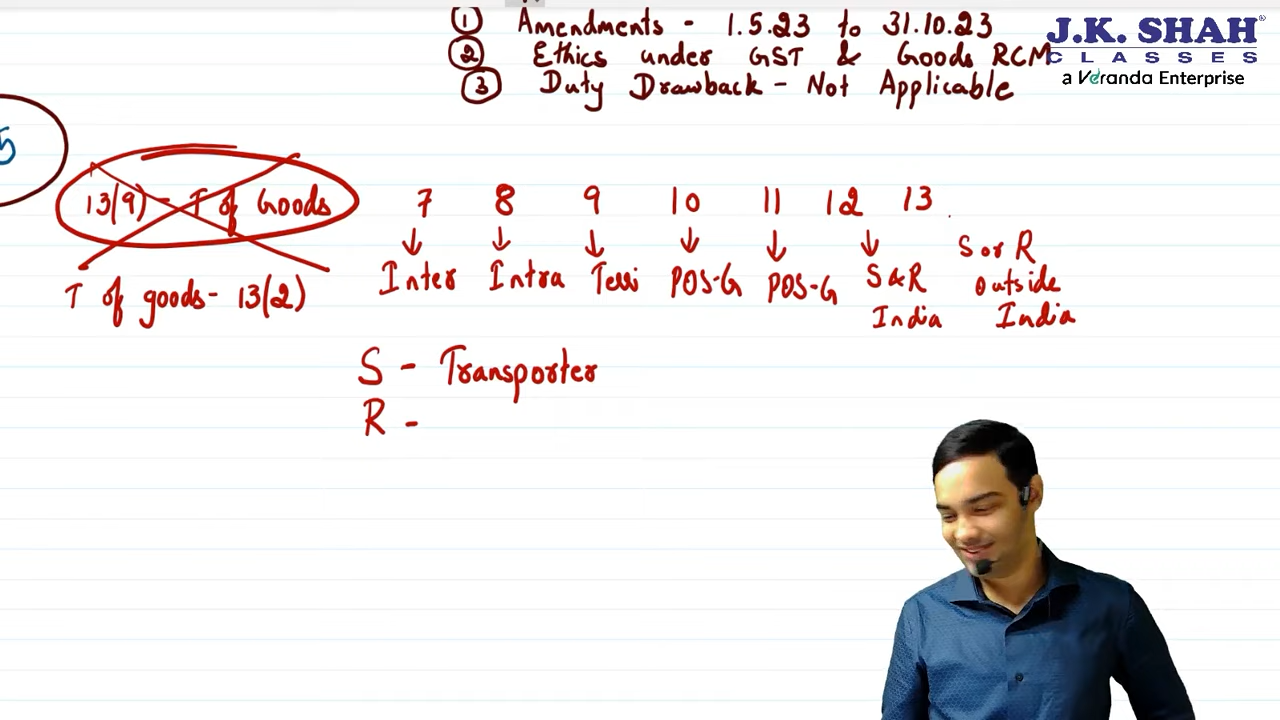 ① Amendments - 1.5.23 to 31.10.23
② Ethics under GST & Goods RCM
③ Duty Drawback - Not Applicable
J.K. SHAH®
CLASSES
a Veranda Enterprise
5
13(9) - T of Goods
T of goods - 13(2)
7 8 9 10 11 12 13
Inter Intra Terri POS-G POS-G S & R India S or R outside India
S - Transporter
R -